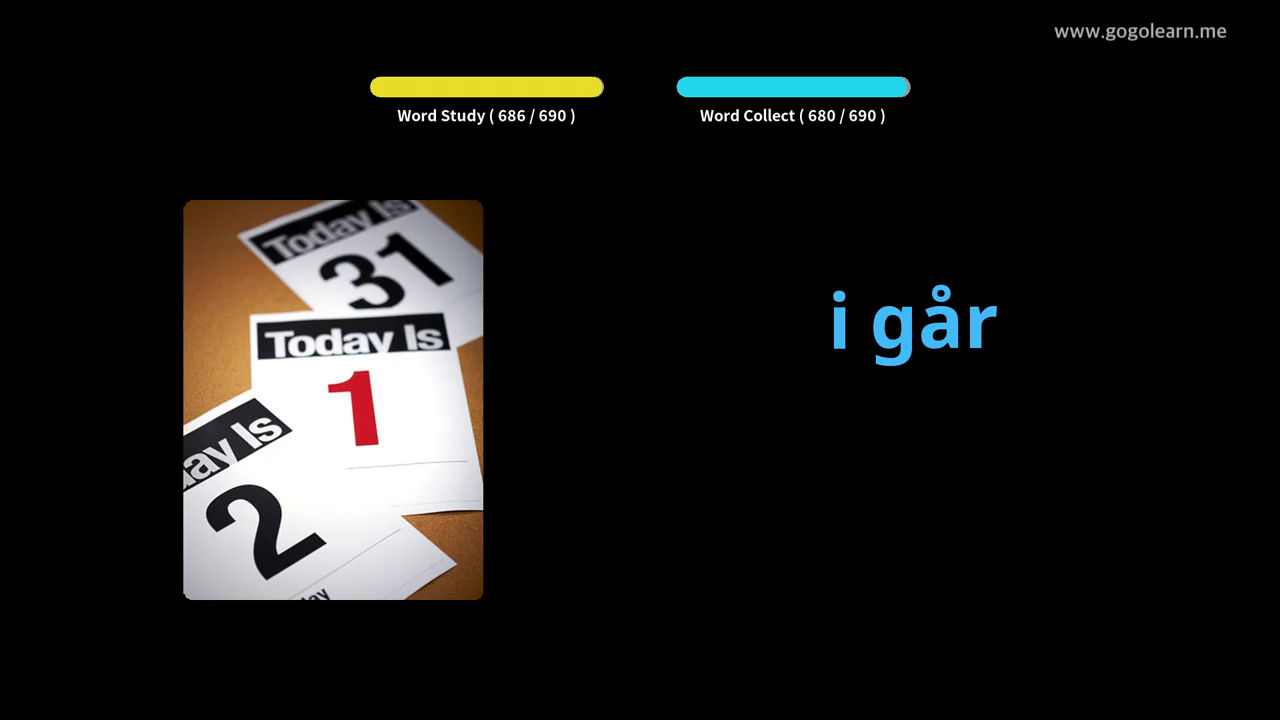 www.gogolearn.me
Word Study ( 686 / 690 )
Word Collect ( 680 / 690 )
Today Is
31
Today Is
1
ay Is
2
ay
i går